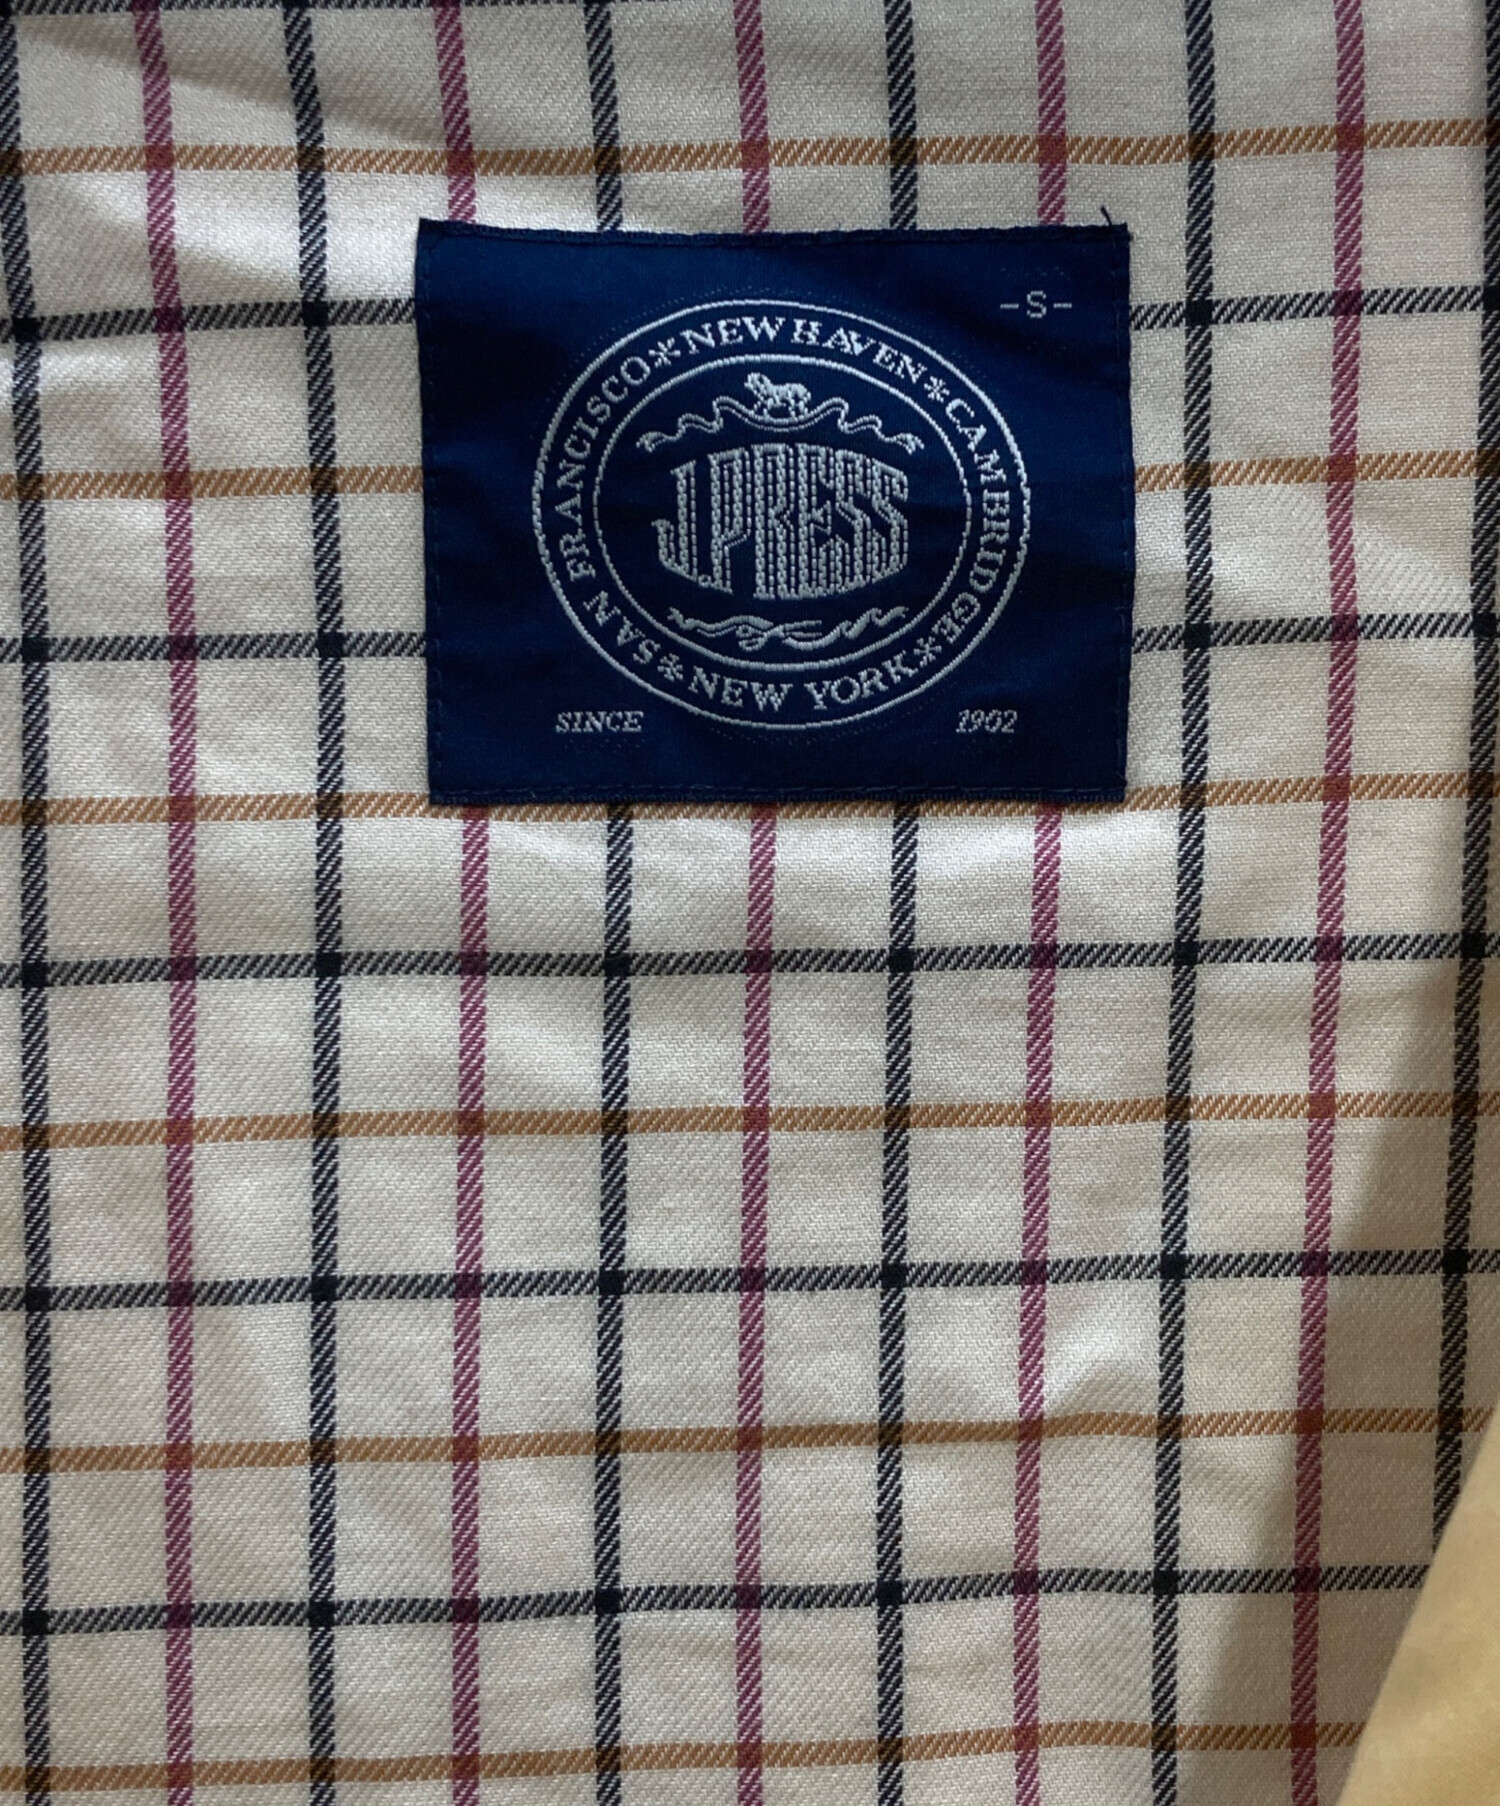 -S-
SAN FRANCISCO*NEW HAVEN*CAMBRIDGE*NEW YORK*
J.PRESS
SINCE 1902